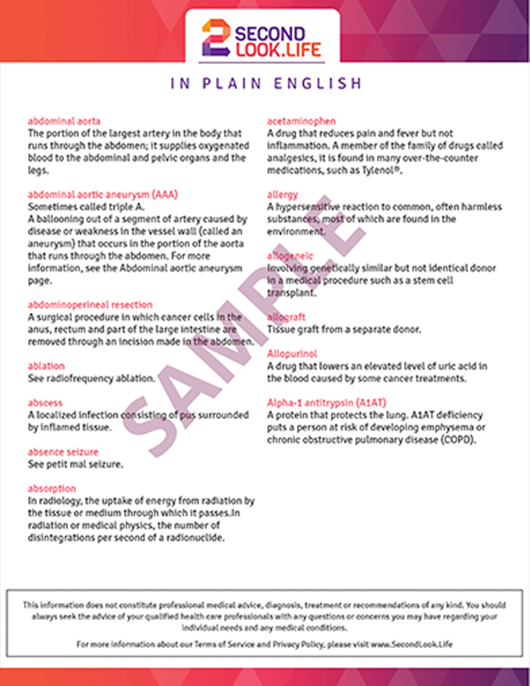 2 SECOND
LOOK.LIFE
IN PLAIN ENGLISH
abdominal aorta
The portion of the largest artery in the body that
runs through the abdomen; it supplies oxygenated
blood to the abdominal and pelvic organs and the
legs.
abdominal aortic aneurysm (AAA)
Sometimes called triple A.
A ballooning out of a segment of artery caused by
disease or weakness in the vessel wall (called an
aneurysm) that occurs in the portion of the aorta
that runs through the abdomen. For more
information, see the Abdominal aortic aneurysm
page.
abdominoperineal resection
A surgical procedure in which cancer cells in the
anus, rectum and part of the large intestine are
removed through an incision made in the abdomen.
ablation
See radiofrequency ablation.
abscess
A localized infection consisting of pus surrounded
by inflamed tissue.
absence seizure
See petit mal seizure.
absorption
In radiology, the uptake of energy from radiation by
the tissue or medium through which it passes.In
radiation or medical physics, the number of
disintegrations per second of a radionuclide.
acetaminophen
A drug that reduces pain and fever but not
inflammation. A member of the family of drugs called
analgesics, it is found in many over-the-counter
medications, such as Tylenol®.
allergy
A hypersensitive reaction to common, often harmless
substances, most of which are found in the
environment.
allogeneic
Involving genetically similar but not identical donor
in a medical procedure such as a stem cell
transplant.
allograft
Tissue graft from a separate donor.
Allopurinol
A drug that lowers an elevated level of uric acid in
the blood caused by some cancer treatments.
Alpha-1 antitrypsin (A1AT)
A protein that protects the lung. A1AT deficiency
puts a person at risk of developing emphysema or
chronic obstructive pulmonary disease (COPD).
SAMPLE
This information does not constitute professional medical advice, diagnosis, treatment or recommendations of any kind. You should
always seek the advice of your qualified health care professionals with any questions or concerns you may have regarding your
individual needs and any medical conditions.
For more information about our Terms of Service and Privacy Policy, please visit www.SecondLook.Life